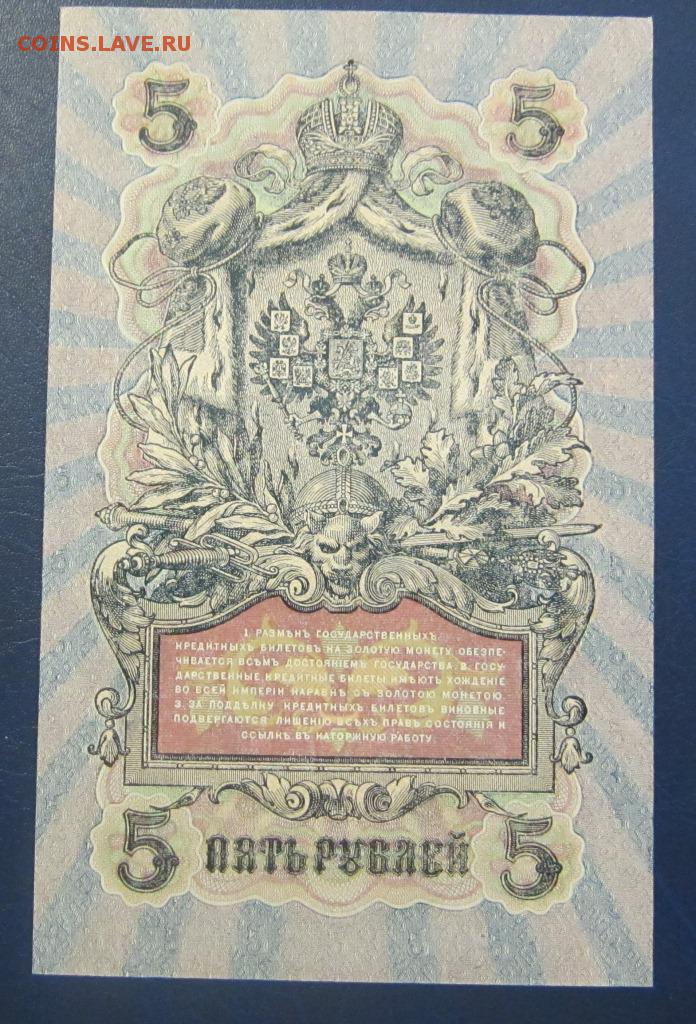 COINS.LAVE.RU
5 5
1. РАЗМѢНЪ ГОСУДАРСТВЕННЫХЪ
КРЕДИТНЫХЪ БИЛЕТОВЪ НА ЗОЛОТУЮ МОНЕТУ ОБЕЗПЕ-
ЧИВАЕТСЯ ВСѢМЪ ДОСТОЯНІЕМЪ ГОСУДАРСТВА. 2. ГОСУ-
ДАРСТВЕННЫЕ КРЕДИТНЫЕ БИЛЕТЫ ИМѢЮТЪ ХОЖДЕНІЕ
ВО ВСЕЙ ИМПЕРІИ НАРАВНѢ СЪ ЗОЛОТОЮ МОНЕТОЮ.
3. ЗА ПОДДѢЛКУ КРЕДИТНЫХЪ БИЛЕТОВЪ ВИНОВНЫЕ
ПОДВЕРГАЮТСЯ ЛИШЕНІЮ ВСѢХЪ ПРАВЪ СОСТОЯНІЯ И
ССЫЛКѢ ВЪ КАТОРЖНУЮ РАБОТУ.
5 ПЯТЬ РУБЛЕЙ 5